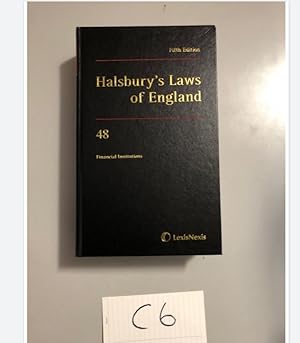 Fifth Edition
Halsbury's Laws
of England
48
Financial Institutions
LexisNexis
C6